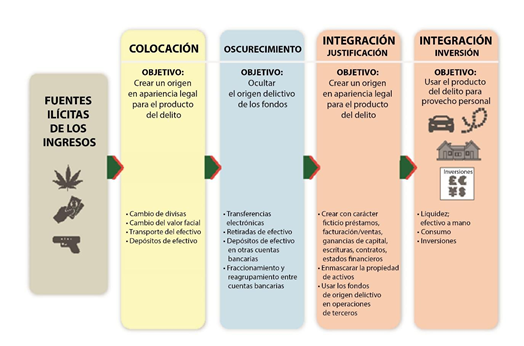 FUENTES
ILÍCITAS
DE LOS
INGRESOS
COLOCACIÓN
OBJETIVO:
Crear un origen
en apariencia legal
para el producto
del delito
• Cambio de divisas
• Cambio del valor facial
• Transporte del efectivo
• Depósitos de efectivo
OSCURECIMIENTO
OBJETIVO:
Ocultar
el origen delictivo
de los fondos
• Transferencias
electrónicas
• Retiradas de efectivo
• Depósitos de efectivo
en otras cuentas
bancarias
• Fraccionamiento y
reagrupamiento entre
cuentas bancarias
INTEGRACIÓN
JUSTIFICACIÓN
OBJETIVO:
Crear un origen
en apariencia legal
para el producto
del delito
• Crear con carácter
ficticio préstamos,
facturación/ventas,
ganancias de capital,
escrituras, contratos,
estados financieros
• Enmascarar la propiedad
de activos
• Usar los fondos
de origen delictivo
en operaciones
de terceros
INTEGRACIÓN
INVERSIÓN
OBJETIVO:
Usar el producto
del delito para
provecho personal
Inversiones
£ €
¥ $
• Liquidez;
efectivo a mano
• Consumo
• Inversiones